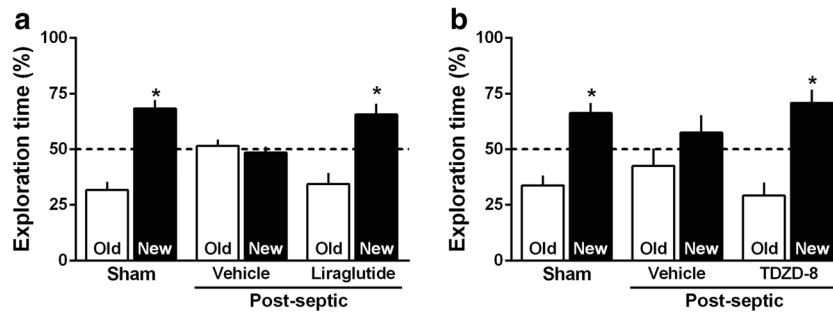 a
Exploration time (%)
100
75
50
25
0
* *
Old New Old New Old New
Sham Vehicle Liraglutide
Post-septic
b
Exploration time (%)
100
75
50
25
0
* *
Old New Old New Old New
Sham Vehicle TDZD-8
Post-septic